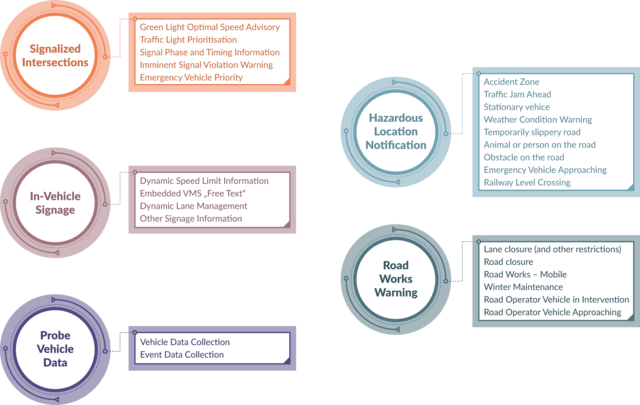 Signalized
Intersections
Green Light Optimal Speed Advisory
Traffic Light Prioritisation
Signal Phase and Timing Information
Imminent Signal Violation Warning
Emergency Vehicle Priority
In-Vehicle
Signage
Dynamic Speed Limit Information
Embedded VMS „Free Text“
Dynamic Lane Management
Other Signage Information
Probe
Vehicle
Data
Vehicle Data Collection
Event Data Collection
Hazardous
Location
Notification
Accident Zone
Traffic Jam Ahead
Stationary vehice
Weather Condition Warning
Temporarily slippery road
Animal or person on the road
Obstacle on the road
Emergency Vehicle Approaching
Railway Level Crossing
Road
Works
Warning
Lane closure (and other restrictions)
Road closure
Road Works – Mobile
Winter Maintenance
Road Operator Vehicle in Intervention
Road Operator Vehicle Approaching